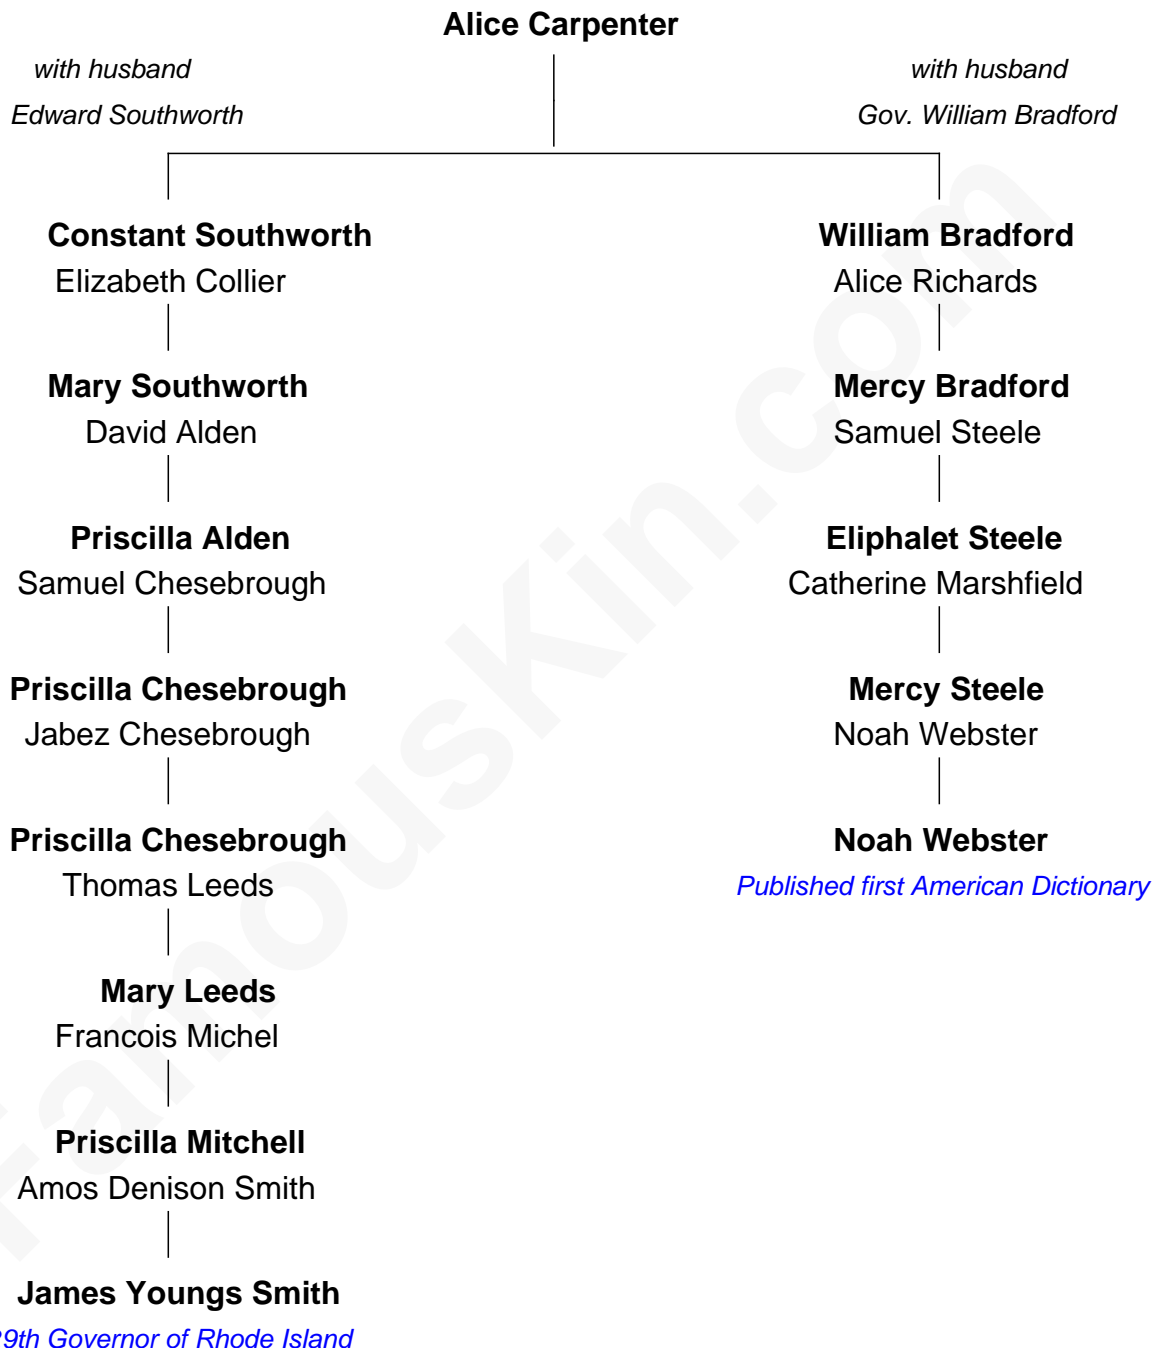 Alice Carpenter
with husband
Edward Southworth
with husband
Gov. William Bradford
Constant Southworth
Elizabeth Collier
William Bradford
Alice Richards
Mary Southworth
David Alden
Mercy Bradford
Samuel Steele
Priscilla Alden
Samuel Chesebrough
Eliphalet Steele
Catherine Marshfield
Priscilla Chesebrough
Jabez Chesebrough
Mercy Steele
Noah Webster
Priscilla Chesebrough
Thomas Leeds
Noah Webster
Published first American Dictionary
Mary Leeds
Francois Michel
Priscilla Mitchell
Amos Denison Smith
James Youngs Smith
Governor of Rhode Island
FamousKin.com